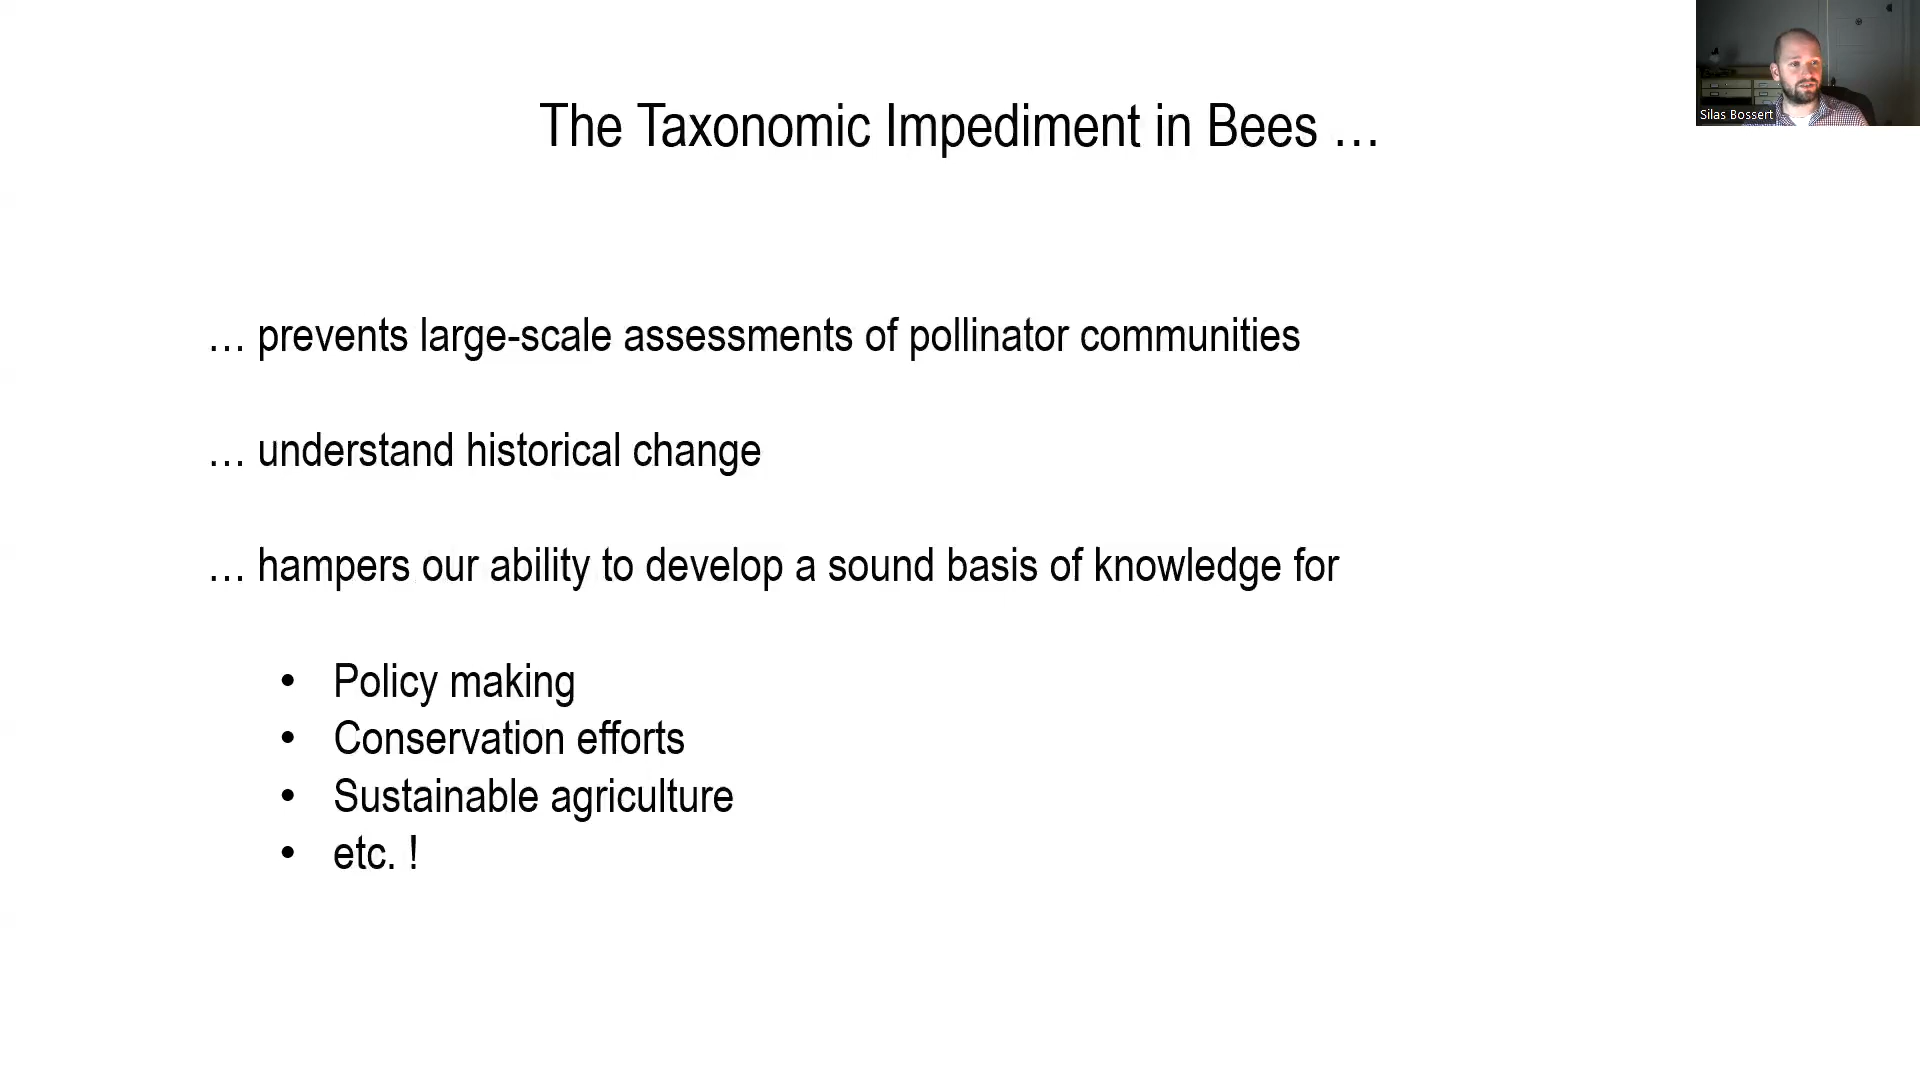 The Taxonomic Impediment in Bees …
Silas Bossert
… prevents large-scale assessments of pollinator communities
… understand historical change
… hampers our ability to develop a sound basis of knowledge for
• Policy making
• Conservation efforts
• Sustainable agriculture
• etc. !